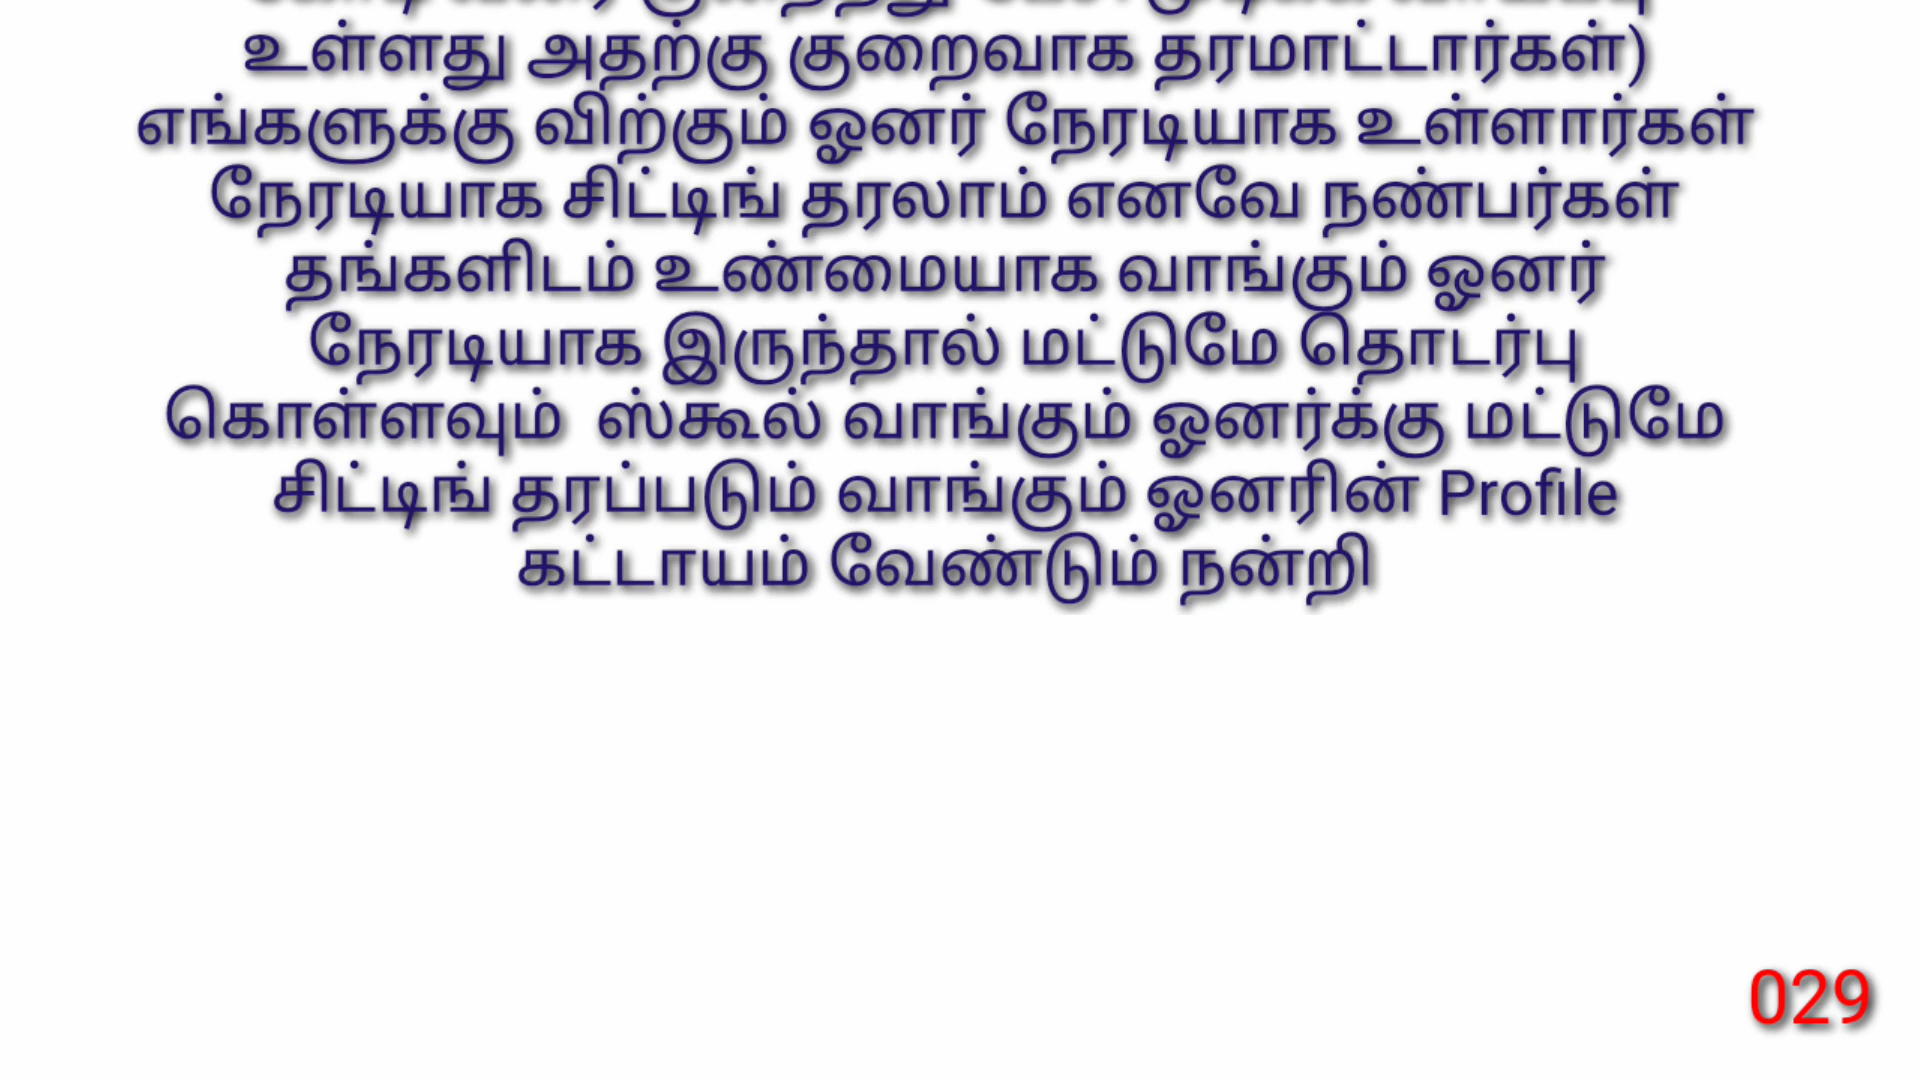 உள்ளது அதற்கு குறைவாக தரமாட்டார்கள்)
எங்களுக்கு விற்கும் ஓனர் நேரடியாக உள்ளார்கள்
நேரடியாக சிட்டிங் தரலாம் எனவே நண்பர்கள்
தங்களிடம் உண்மையாக வாங்கும் ஓனர்
நேரடியாக இருந்தால் மட்டுமே தொடர்பு
கொள்ளவும் ஸ்கூல் வாங்கும் ஓனர்க்கு மட்டுமே
சிட்டிங் தரப்படும் வாங்கும் ஓனரின் Profile
கட்டாயம் வேண்டும் நன்றி
029